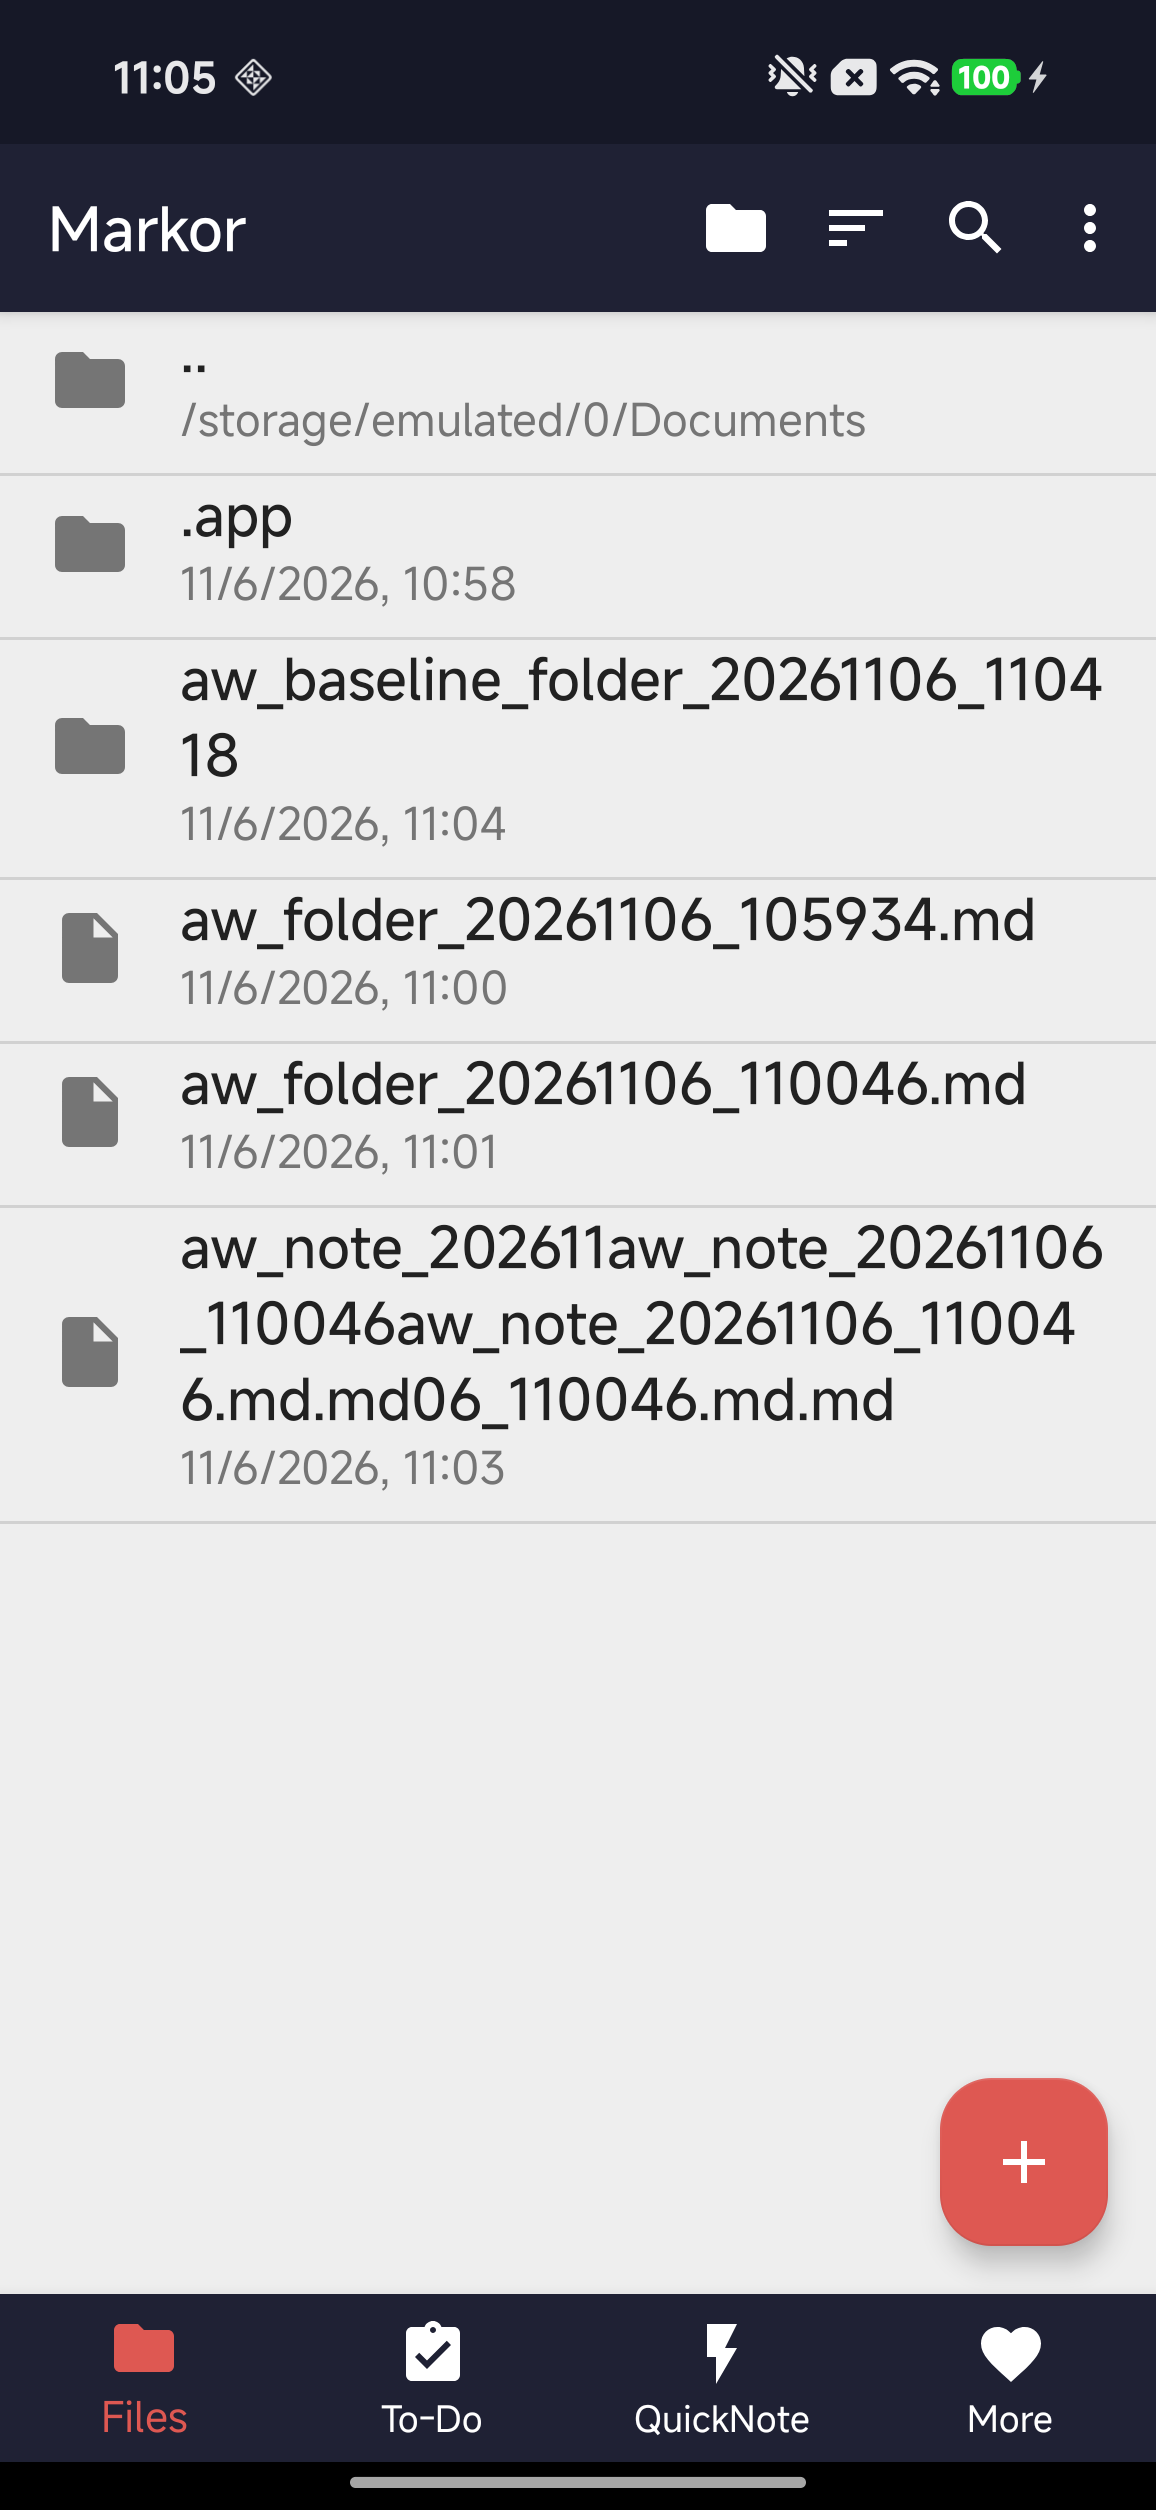 11:05
100
Markor
..
/storage/emulated/0/Documents
.app
11/6/2026, 10:58
aw_baseline_folder_20261106_1104
18
11/6/2026, 11:04
aw_folder_20261106_105934.md
11/6/2026, 11:00
aw_folder_20261106_110046.md
11/6/2026, 11:01
aw_note_202611aw_note_20261106
_110046aw_note_20261106_11004
6.md.md06_110046.md.md
11/6/2026, 11:03
Files
To-Do
QuickNote
More